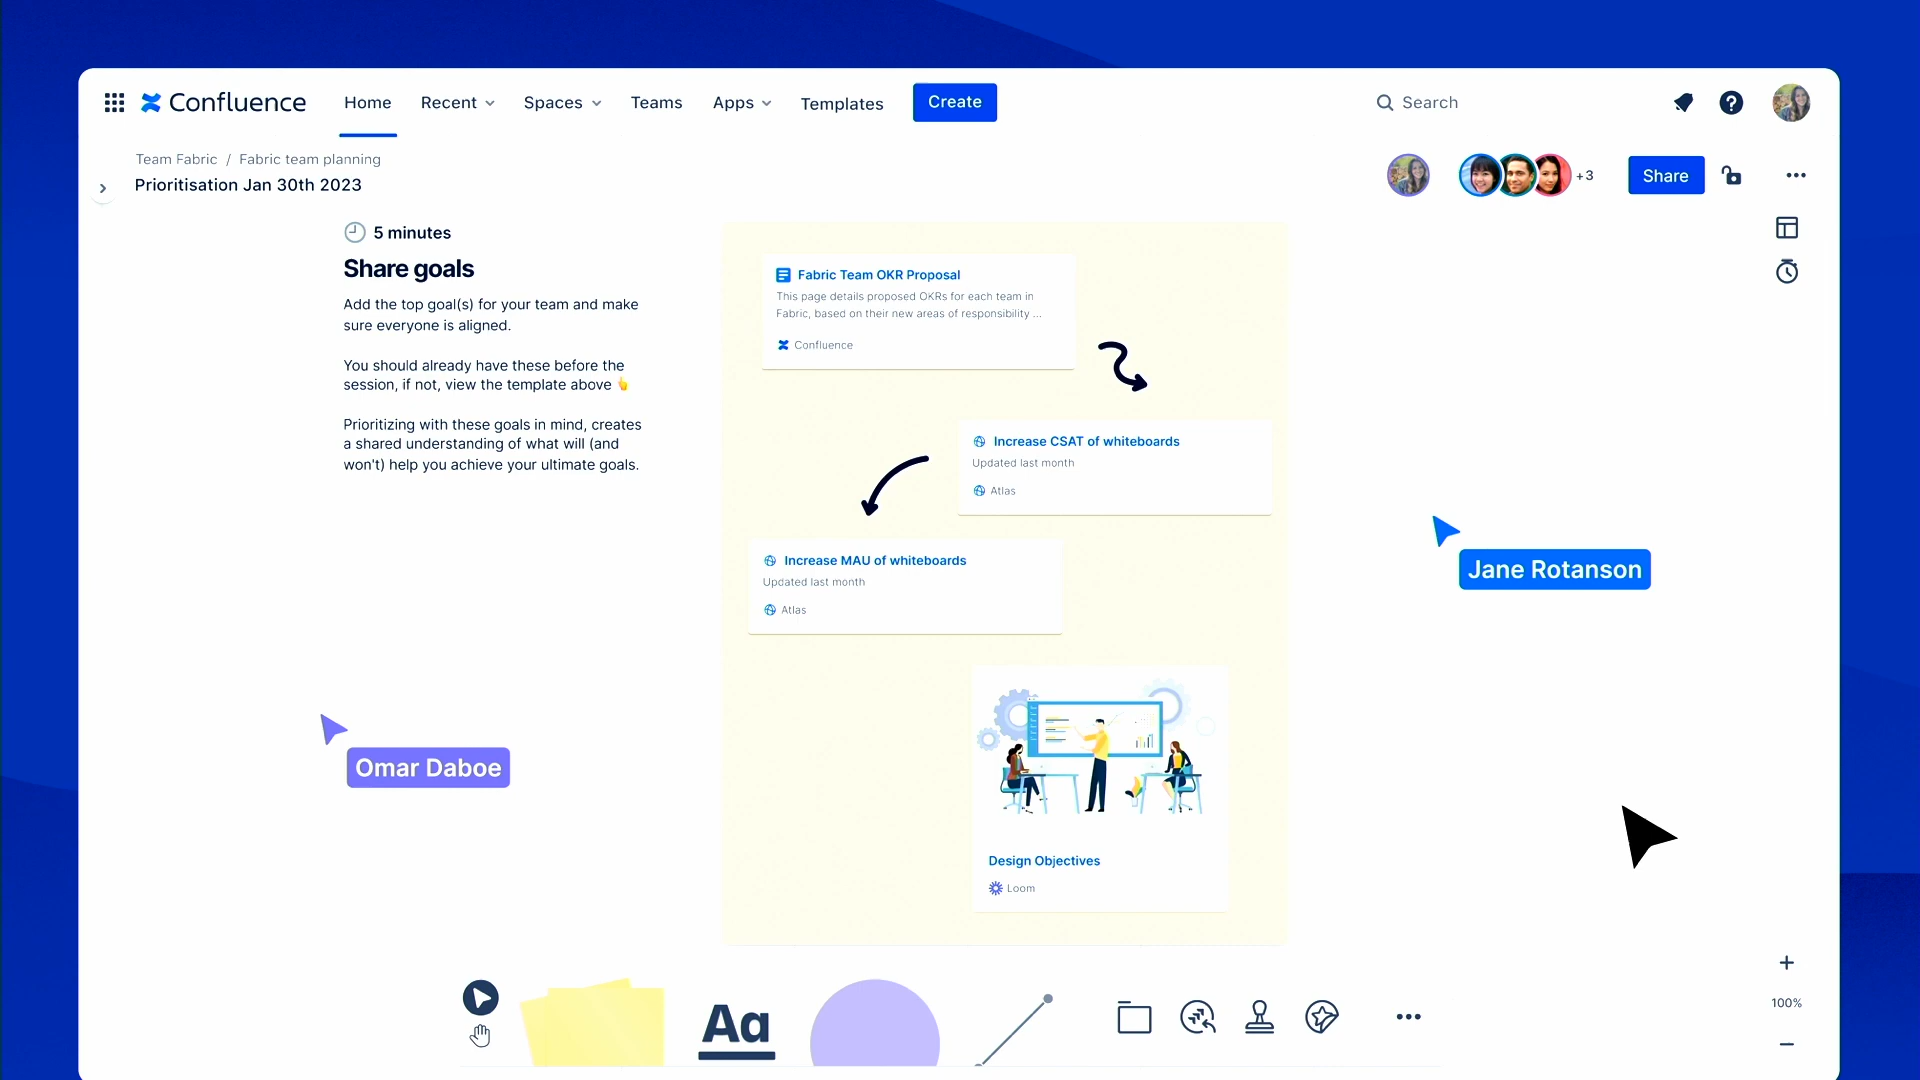 Confluence
Home
Recent
Spaces
Teams
Apps
Templates
Create
Search
Team Fabric / Fabric team planning
Prioritisation Jan 30th 2023
+3
Share
5 minutes
Share goals
Add the top goal(s) for your team and make
sure everyone is aligned.
You should already have these before the
session, if not, view the template above 👆
Prioritizing with these goals in mind, creates
a shared understanding of what will (and
won't) help you achieve your ultimate goals.
Fabric Team OKR Proposal
This page details proposed OKRs for each team in
Fabric, based on their new areas of responsibility ...
Confluence
Increase CSAT of whiteboards
Updated last month
Atlas
Increase MAU of whiteboards
Updated last month
Atlas
Jane Rotanson
Omar Daboe
Design Objectives
Loom
Aa
100%